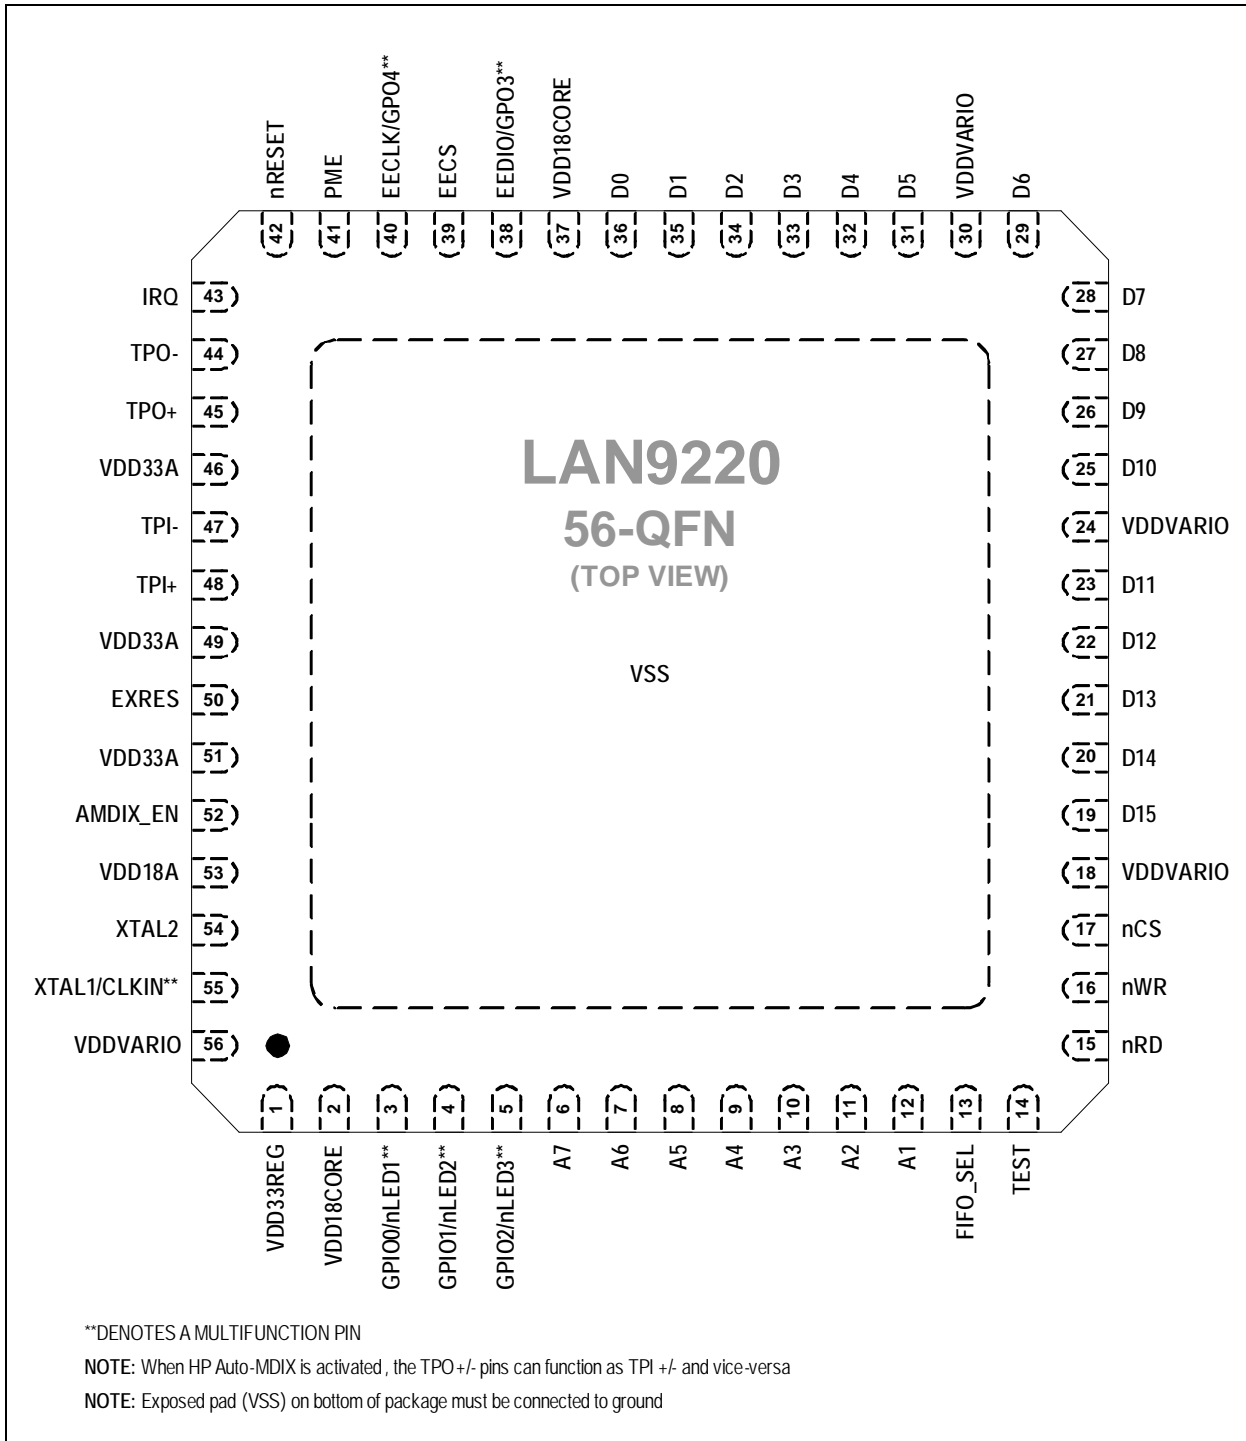 nRESET
PME
EECLK/GPO4**
EECS
EEDIO/GPO3**
VDD18CORE
D0
D1
D2
D3
D4
D5
VDDVARIO
D6
42
41
40
39
38
37
36
35
34
33
32
31
30
29
IRQ 43
28 D7
TPO- 44
27 D8
TPO+ 45
26 D9
VDD33A 46
25 D10
TPI- 47
24 VDDVARIO
TPI+ 48
23 D11
VDD33A 49
22 D12
EXRES 50
21 D13
VDD33A 51
20 D14
AMDIX_EN 52
19 D15
VDD18A 53
18 VDDVARIO
XTAL2 54
17 nCS
XTAL1/CLKIN** 55
16 nWR
VDDVARIO 56
15 nRD
LAN9220
56-QFN
(TOP VIEW)
VSS
1
2
3
4
5
6
7
8
9
10
11
12
13
14
VDD33REG
VDD18CORE
GPIO0/nLED1**
GPIO1/nLED2**
GPIO2/nLED3**
A7
A6
A5
A4
A3
A2
A1
FIFO_SEL
TEST
**DENOTES A MULTIFUNCTION PIN
NOTE: When HP Auto-MDIX is activated, the TPO+/- pins can function as TPI +/- and vice-versa
NOTE: Exposed pad (VSS) on bottom of package must be connected to ground